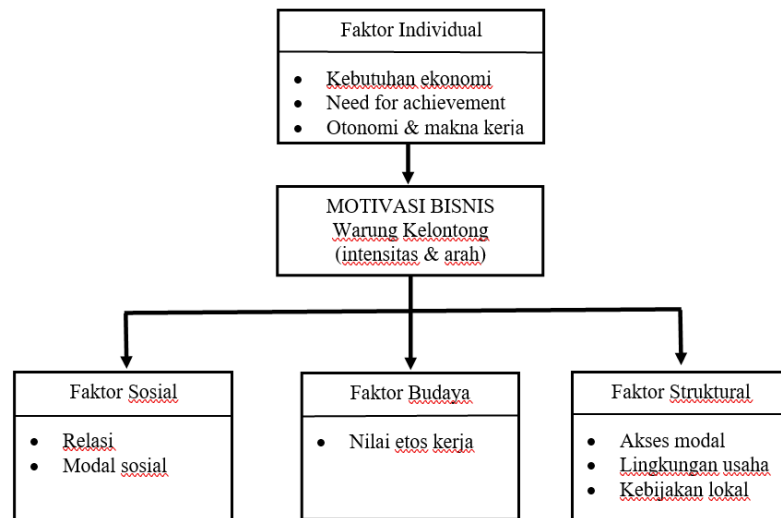 Faktor Individual
• Kebutuhan ekonomi
• Need for achievement
• Otonomi & makna kerja
MOTIVASI BISNIS
Warung Kelontong
(intensitas & arah)
Faktor Sosial
• Relasi
• Modal sosial
Faktor Budaya
• Nilai etos kerja
Faktor Struktural
• Akses modal
• Lingkungan usaha
• Kebijakan lokal